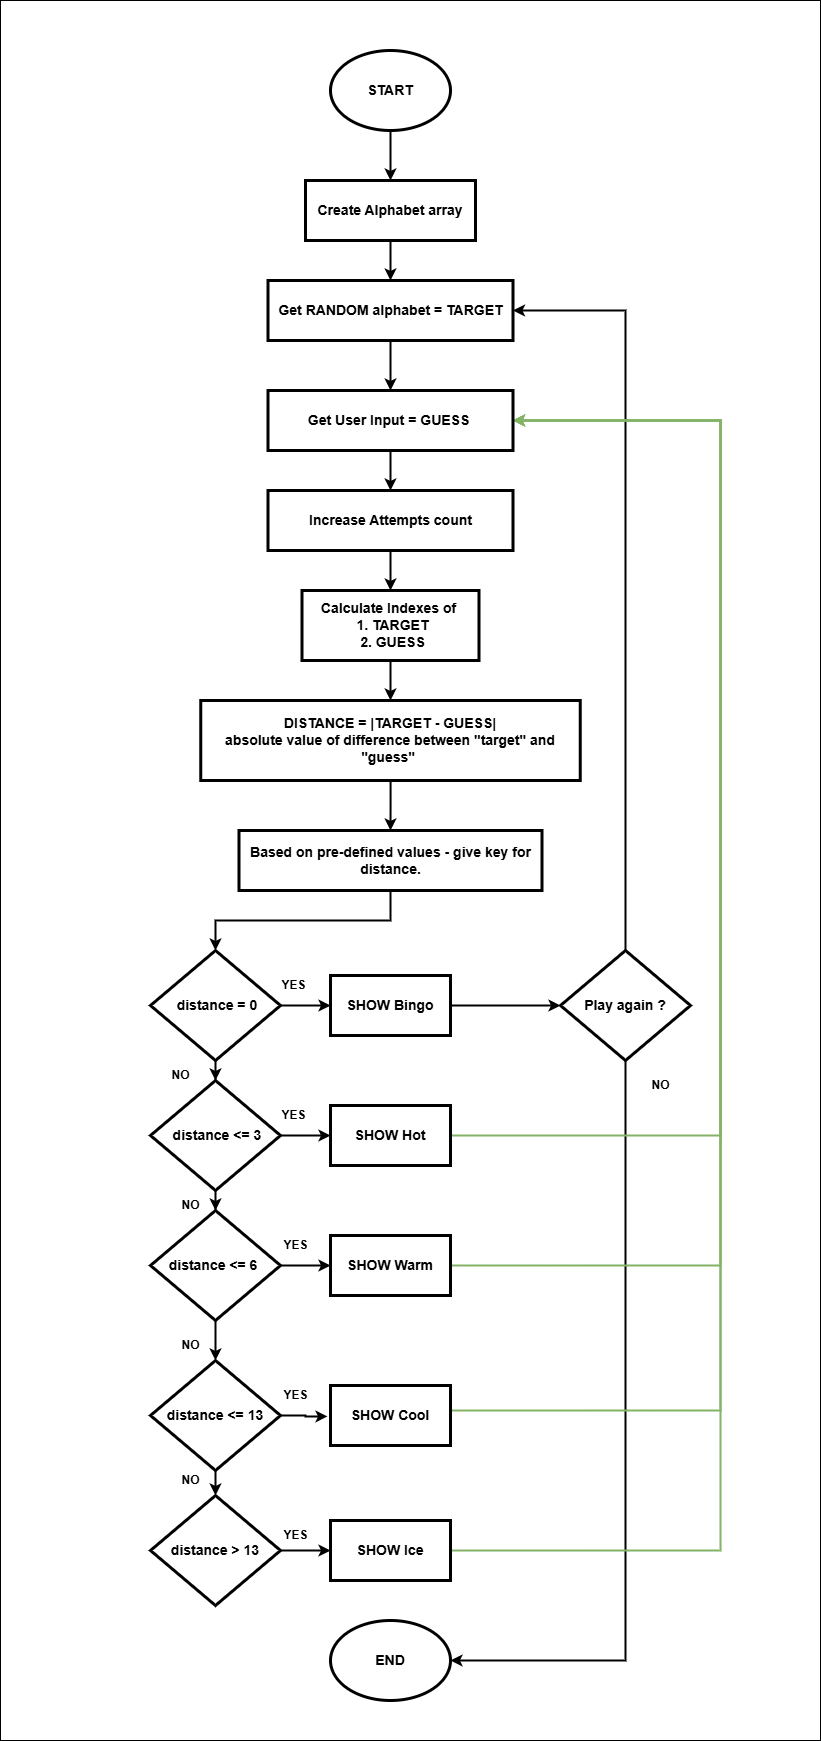 START
Create Alphabet array
Get RANDOM alphabet = TARGET
Get User Input = GUESS
Increase Attempts count
Calculate Indexes of
1. TARGET
2. GUESS
DISTANCE = |TARGET - GUESS|
absolute value of difference between "target" and
"guess"
Based on pre-defined values - give key for
distance.
distance = 0
YES
SHOW Bingo
Play again ?
NO
NO
distance <= 3
YES
SHOW Hot
NO
distance <= 6
YES
SHOW Warm
NO
distance <= 13
YES
SHOW Cool
NO
distance > 13
YES
SHOW Ice
END